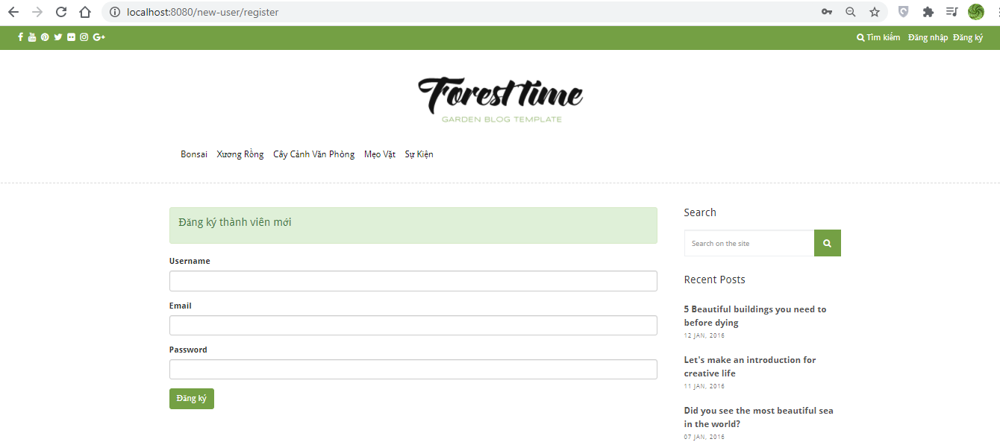 localhost:8080/new-user/register
Tìm kiếm Đăng nhập Đăng ký
Forest time
GARDEN BLOG TEMPLATE
Bonsai Xương Rồng Cây Cảnh Văn Phòng Mẹo Vặt Sự Kiện
Đăng ký thành viên mới
Username
Email
Password
Đăng ký
Search
Search on the site
Recent Posts
5 Beautiful buildings you need to
before dying
12 JAN, 2016
Let's make an introduction for
creative life
11 JAN, 2016
Did you see the most beautiful sea
in the world?
07 JAN, 2016